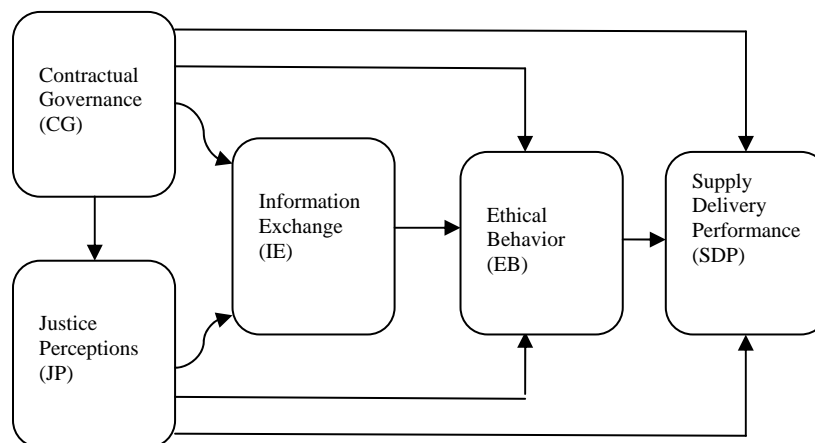 Contractual
Governance
(CG)
Information
Exchange
(IE)
Ethical
Behavior
(EB)
Supply
Delivery
Performance
(SDP)
Justice
Perceptions
(JP)